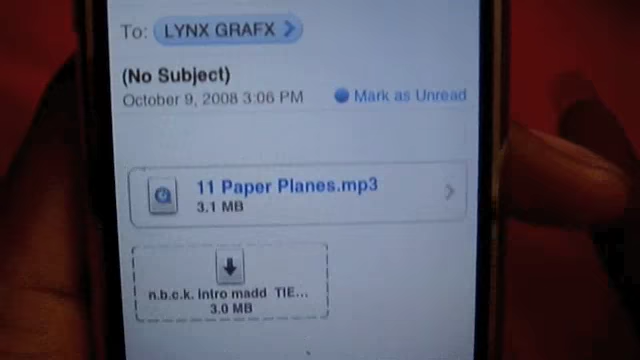 To: LYNX GRAFX
(No Subject)
October 9, 2008 3:06 PM Mark as Unread
11 Paper Planes.mp3
3.1 MB
n.b.c.k. intro madd TIE...
3.0 MB